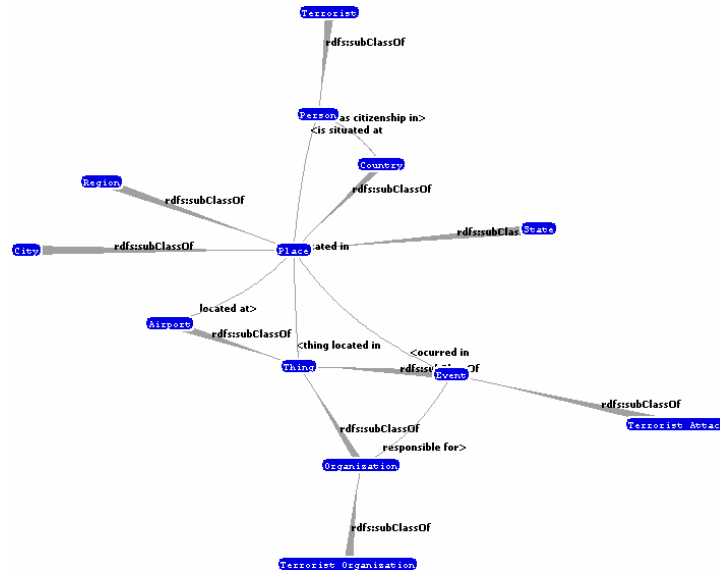 Terrorist
rdfs:subClassOf
Person
as citizenship in>
<is situated at
Country
Region
rdfs:subClassOf
rdfs:subClassOf
City
rdfs:subClassOf
Place
ated in
rdfs:subClas
State
located at>
Airport
rdfs:subClassOf
<thing located in
<ocurred in
Thing
rdfs:subClassOf
Event
rdfs:subClassOf
Terrorist Attac
rdfs:subClassOf
responsible for>
Organization
rdfs:subClassOf
Terrorist Organization